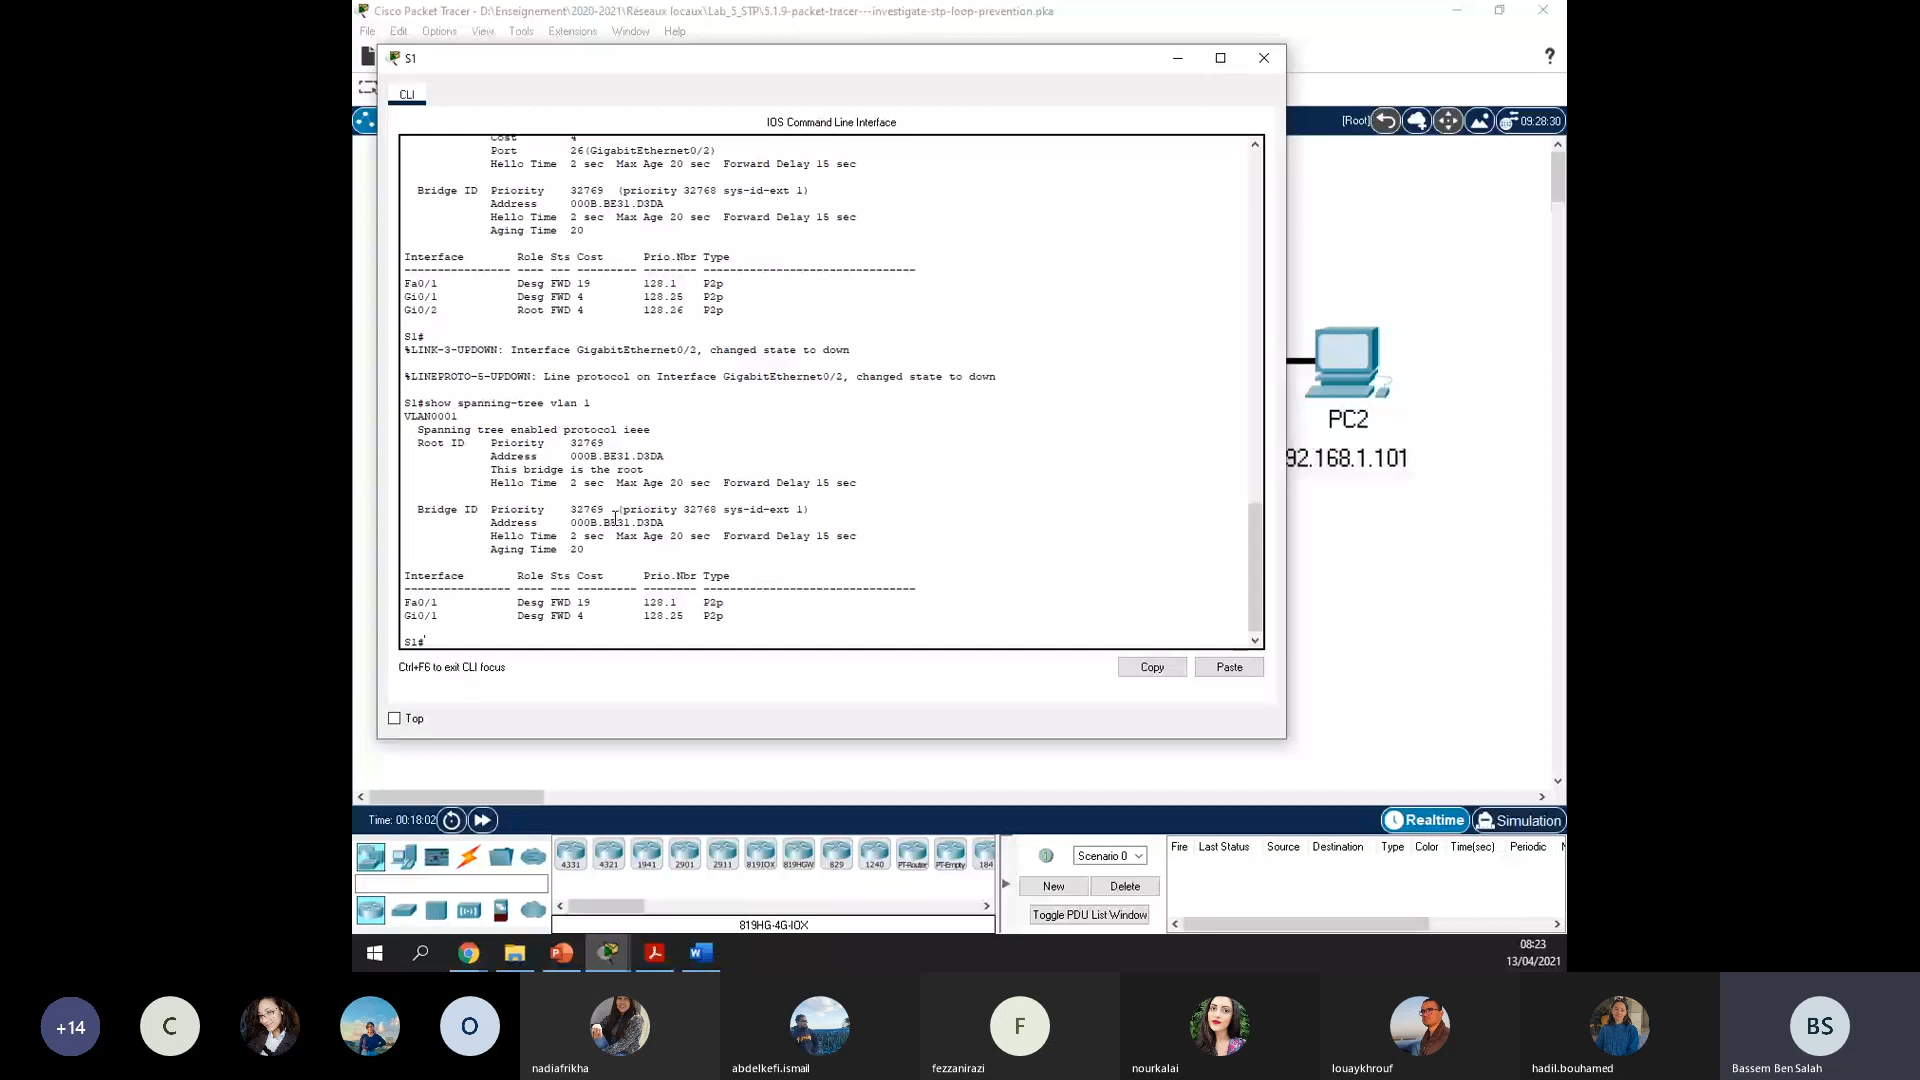 Cisco Packet Tracer - D:\Enseignement\2020-2021\Réseaux locaux\Lab_5_STP\5.1.9-packet-tracer---investigate-stp-loop-prevention.pka
File Edit Options View Tools Extensions Window Help
S1
?
CLI
[Root] 09:28:30
IOS Command Line Interface
Cost 4
Port 26(GigabitEthernet0/2)
Hello Time 2 sec Max Age 20 sec Forward Delay 15 sec
Bridge ID Priority 32769 (priority 32768 sys-id-ext 1)
Address 000B.BE31.D3DA
Hello Time 2 sec Max Age 20 sec Forward Delay 15 sec
Aging Time 20
Interface Role Sts Cost Prio.Nbr Type
---------------- ---- --- --------- -------- --------------------------------
Fa0/1 Desg FWD 19 128.1 P2p
Gi0/1 Desg FWD 4 128.25 P2p
Gi0/2 Root FWD 4 128.26 P2p
S1#
%LINK-3-UPDOWN: Interface GigabitEthernet0/2, changed state to down
%LINEPROTO-5-UPDOWN: Line protocol on Interface GigabitEthernet0/2, changed state to down
S1#show spanning-tree vlan 1
VLAN0001
Spanning tree enabled protocol ieee
Root ID Priority 32769
Address 000B.BE31.D3DA
This bridge is the root
Hello Time 2 sec Max Age 20 sec Forward Delay 15 sec
Bridge ID Priority 32769 (priority 32768 sys-id-ext 1)
Address 000B.BE31.D3DA
Hello Time 2 sec Max Age 20 sec Forward Delay 15 sec
Aging Time 20
Interface Role Sts Cost Prio.Nbr Type
---------------- ---- --- --------- -------- --------------------------------
Fa0/1 Desg FWD 19 128.1 P2p
Gi0/1 Desg FWD 4 128.25 P2p
S1#
PC2
92.168.1.101
Ctrl+F6 to exit CLI focus
Copy Paste
Top
Time: 00:18:02
Realtime Simulation
4331 4321 1941 2901 2911 819IOX 819HGW 829 1240 PT-Router PT-Empty 184
819HG-4G-IOX
Scenario 0
New Delete
Toggle PDU List Window
Fire Last Status Source Destination Type Color Time(sec) Periodic
08:23
13/04/2021
+14 C O F BS
nadiafrikha abdelkefi.ismail fezzanirazi nourkalai louaykhrouf hadil.bouhamed Bassem Ben Salah